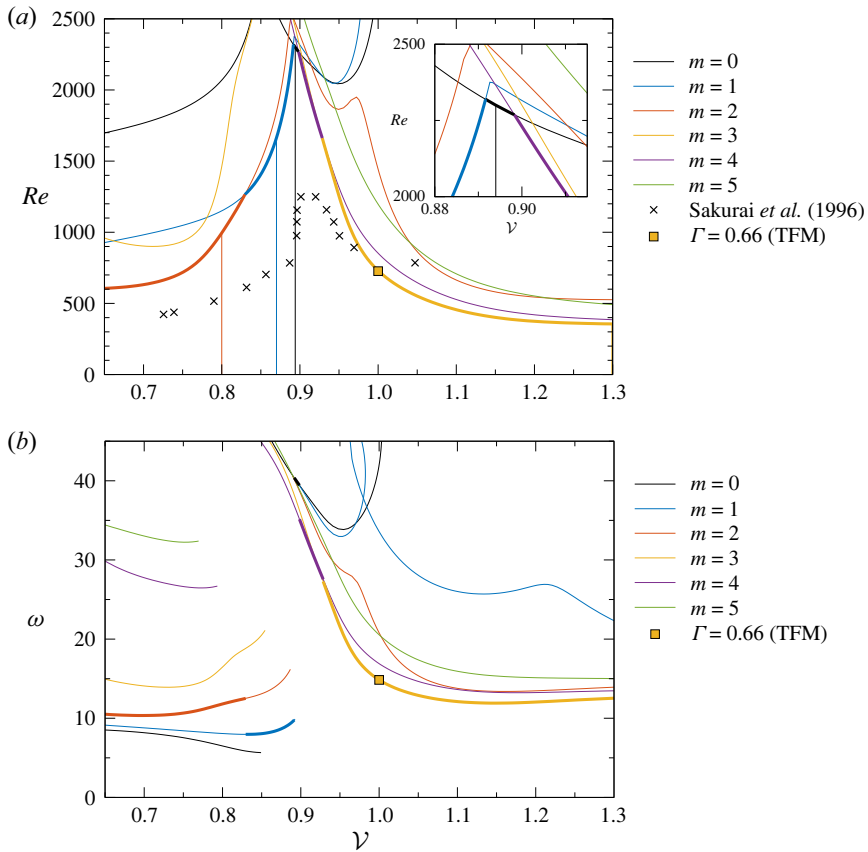 (a)
2500
2000
1500
1000
500
0
Re
0.7
0.8
0.9
1.0
1.1
1.2
1.3
2500
Re
2000
0.88
0.90
𝒱
m = 0
m = 1
m = 2
m = 3
m = 4
m = 5
Sakurai et al. (1996)
Γ = 0.66 (TFM)
(b)
40
30
20
10
0
ω
0.7
0.8
0.9
1.0
1.1
1.2
1.3
𝒱
m = 0
m = 1
m = 2
m = 3
m = 4
m = 5
Γ = 0.66 (TFM)